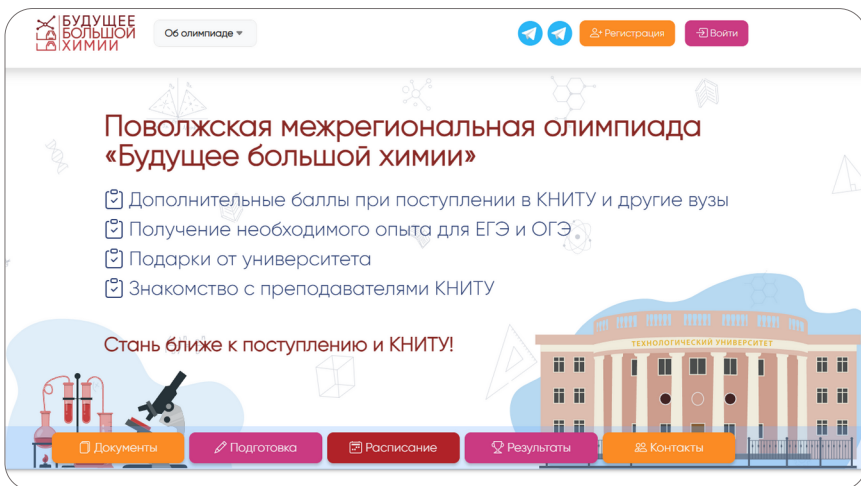 БУДУЩЕЕ
БОЛЬШОЙ
ХИМИИ
Об олимпиаде
Регистрация
Войти
Поволжская межрегиональная олимпиада
«Будущее большой химии»
Дополнительные баллы при поступлении в КНИТУ и другие вузы
Получение необходимого опыта для ЕГЭ и ОГЭ
Подарки от университета
Знакомство с преподавателями КНИТУ
Стань ближе к поступлению и КНИТУ!
ТЕХНОЛОГИЧЕСКИЙ УНИВЕРСИТЕТ
Документы
Подготовка
Расписание
Результаты
Контакты